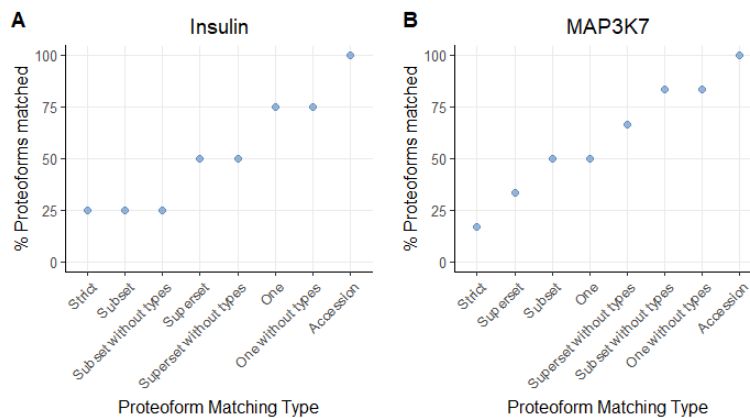 A
Insulin
% Proteoforms matched
100
75
50
25
0
Strict
Subset
Subset without types
Superset
Superset without types
One
One without types
Accession
Proteoform Matching Type
B
MAP3K7
% Proteoforms matched
100
75
50
25
0
Strict
Superset
Subset
One
Superset without types
Subset without types
One without types
Accession
Proteoform Matching Type